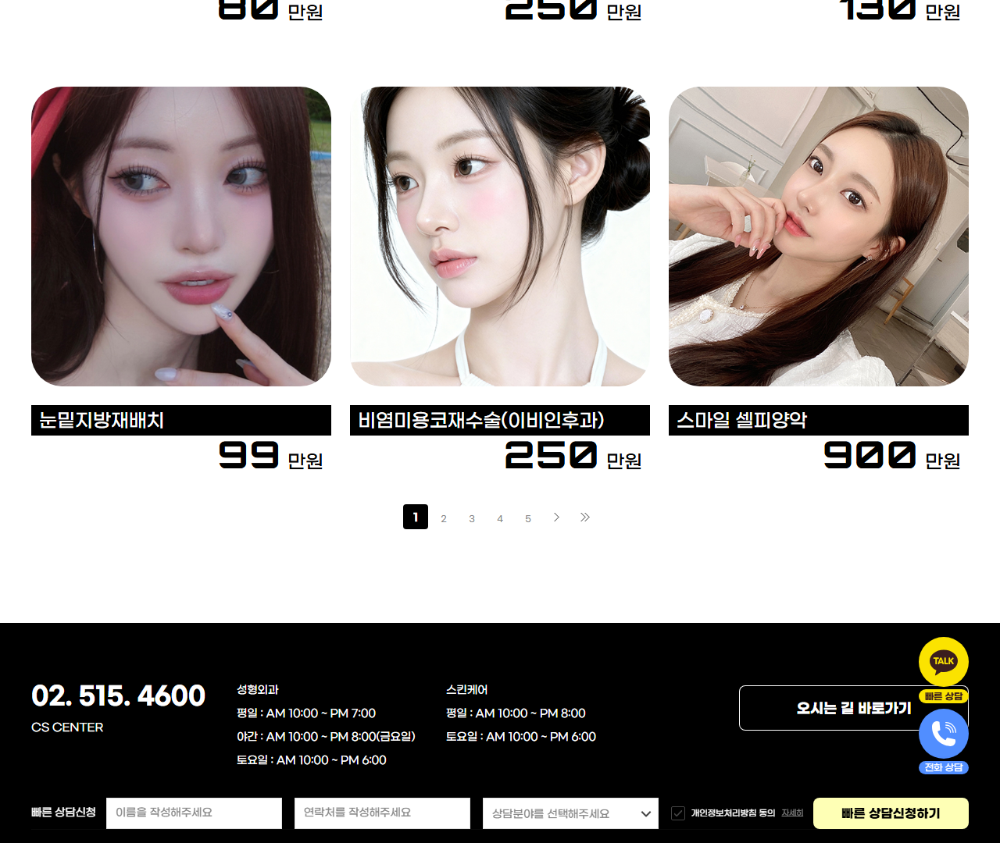 80 만원
250 만원
130 만원
눈밑지방재배치
99 만원
비염미용코재수술(이비인후과)
250 만원
스마일 셀피양악
900 만원
1 2 3 4 5
02. 515. 4600
CS CENTER
성형외과
평일 : AM 10:00 ~ PM 7:00
야간 : AM 10:00 ~ PM 8:00(금요일)
토요일 : AM 10:00 ~ PM 6:00
스킨케어
평일 : AM 10:00 ~ PM 8:00
토요일 : AM 10:00 ~ PM 6:00
오시는 길 바로가기
TALK
빠른 상담
전화 상담
빠른 상담신청
이름을 작성해주세요
연락처를 작성해주세요
상담분야를 선택해주세요
개인정보처리방침 동의 자세히
빠른 상담신청하기